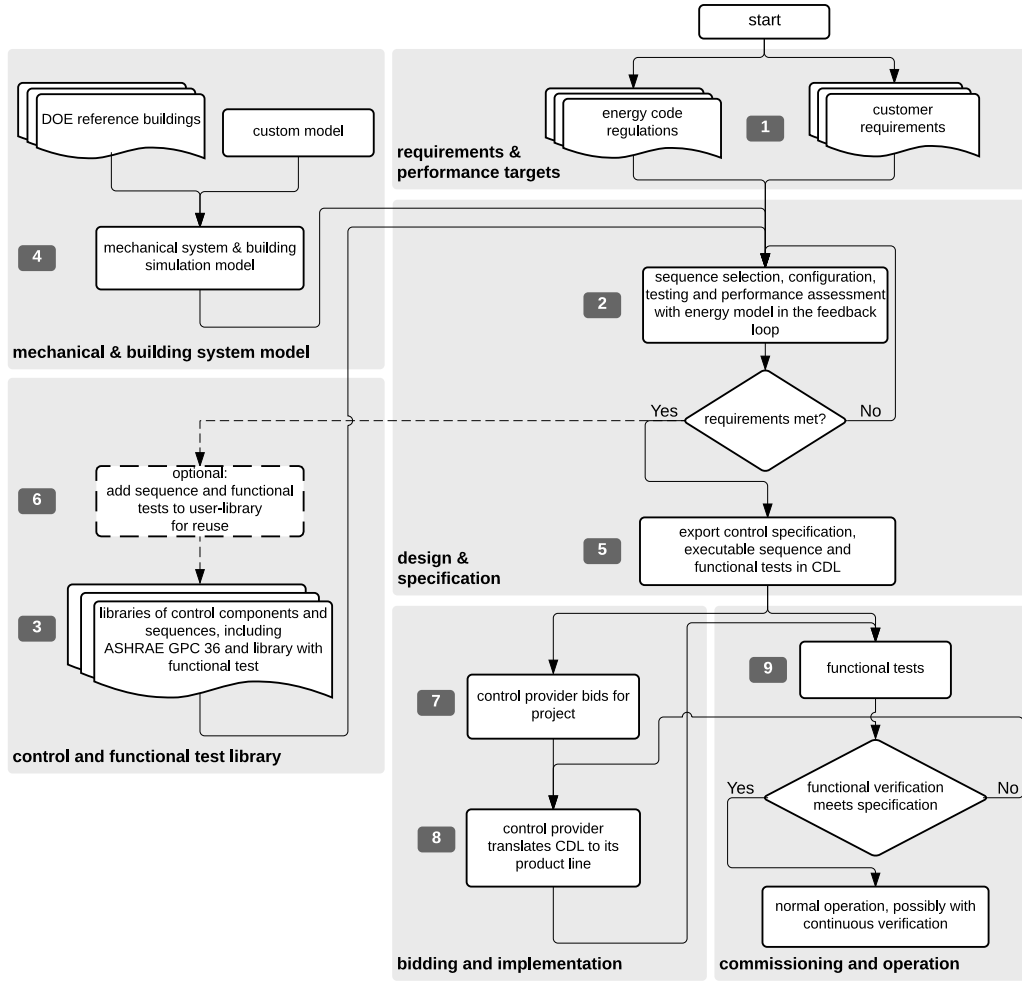 start
DOE reference buildings
custom model
4
mechanical system & building
simulation model
mechanical & building system model
energy code
regulations
1
customer
requirements
requirements &
performance targets
2
sequence selection, configuration,
testing and performance assessment
with energy model in the feedback
loop
Yes
requirements met?
No
5
export control specification,
executable sequence and
functional tests in CDL
design &
specification
6
optional:
add sequence and functional
tests to user-library
for reuse
3
libraries of control components and
sequences, including
ASHRAE GPC 36 and library with
functional test
control and functional test library
7
control provider bids for
project
8
control provider
translates CDL to its
product line
bidding and implementation
9
functional tests
Yes
functional verification
meets specification
No
normal operation, possibly with
continuous verification
commissioning and operation